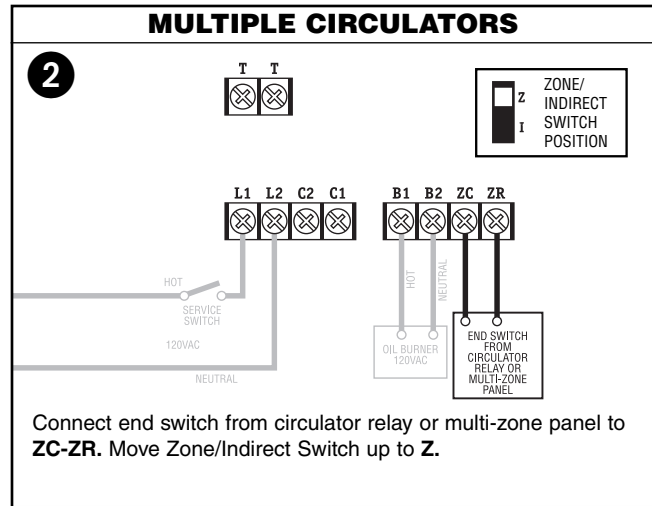 MULTIPLE CIRCULATORS
2
T T
Z
I
ZONE/
INDIRECT
SWITCH
POSITION
L1 L2 C2 C1
B1 B2 ZC ZR
HOT
SERVICE
SWITCH
120VAC
NEUTRAL
HOT
NEUTRAL
OIL BURNER
120VAC
END SWITCH
FROM
CIRCULATOR
RELAY OR
MULTI-ZONE
PANEL
Connect end switch from circulator relay or multi-zone panel to
ZC-ZR. Move Zone/Indirect Switch up to Z.